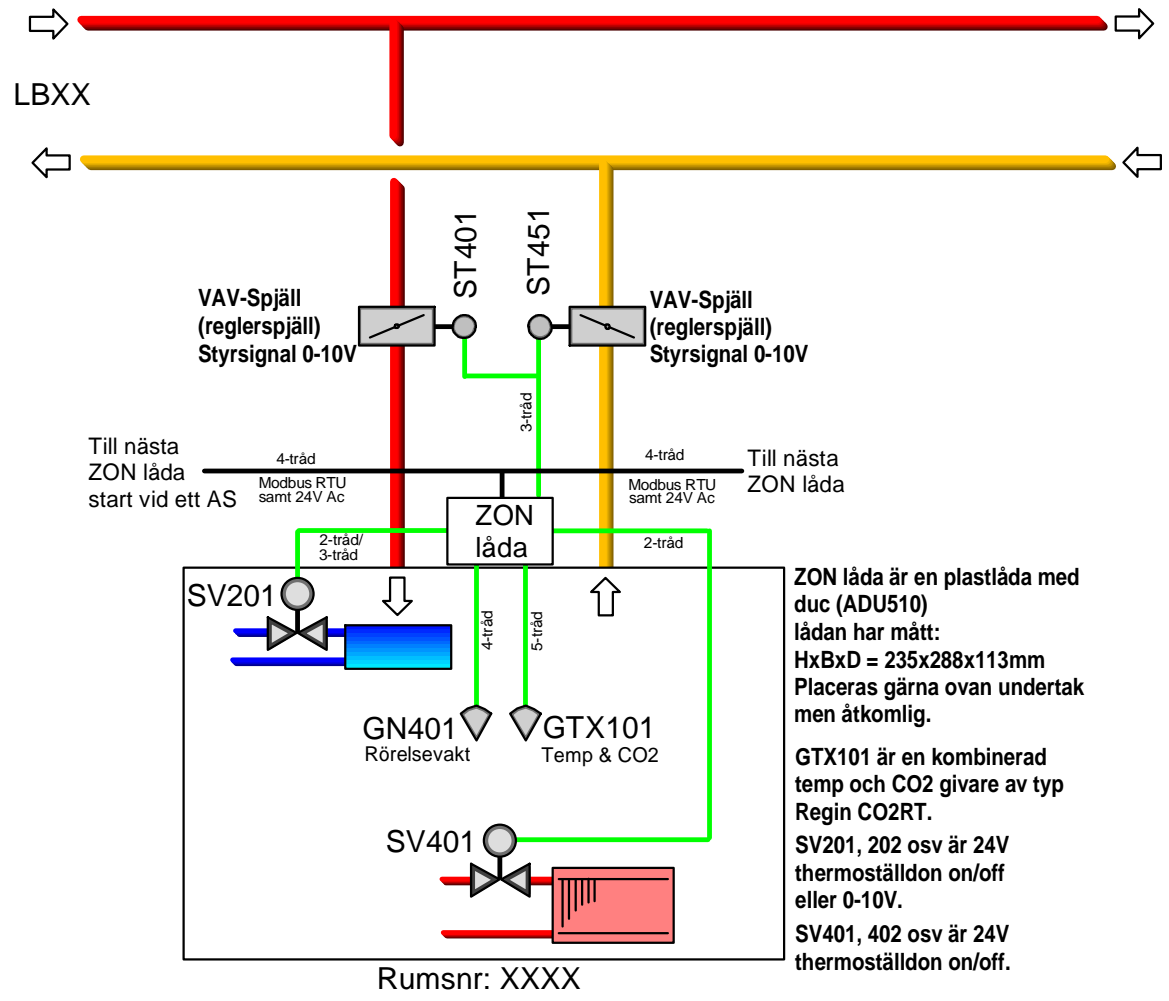 LBXX
ST401
ST451
VAV-Spjäll
(reglerspjäll)
Styrsignal 0-10V
VAV-Spjäll
(reglerspjäll)
Styrsignal 0-10V
3-tråd
Till nästa
ZON låda
start vid ett AS
4-tråd
Modbus RTU
samt 24V Ac
4-tråd
Modbus RTU
samt 24V Ac
Till nästa
ZON låda
ZON
låda
2-tråd/
3-tråd
2-tråd
SV201
4-tråd
5-tråd
GN401
Rörelsevakt
GTX101
Temp & CO2
SV401
Rumsnr: XXXX
ZON låda är en plastlåda med
duc (ADU510)
lådan har mått:
HxBxD = 235x288x113mm
Placeras gärna ovan undertak
men åtkomlig.
GTX101 är en kombinerad
temp och CO2 givare av typ
Regin CO2RT.
SV201, 202 osv är 24V
thermoställdon on/off
eller 0-10V.
SV401, 402 osv är 24V
thermoställdon on/off.